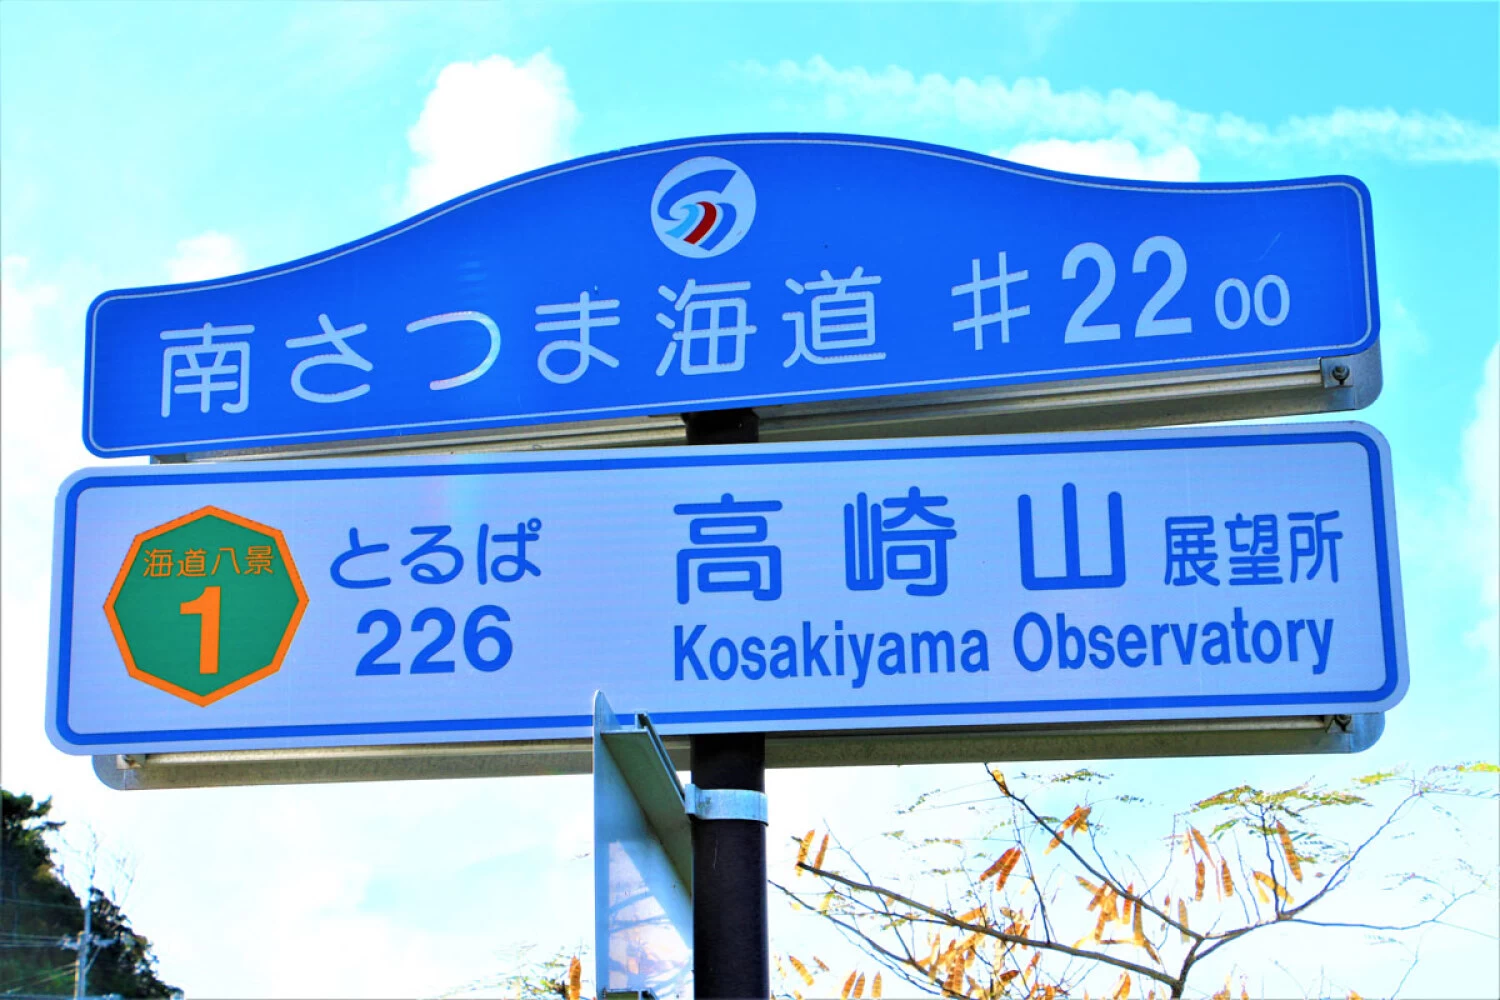 南さつま海道 #22 00
海道八景
1
とるぱ
226
高崎山 展望所
Kosakiyama Observatory